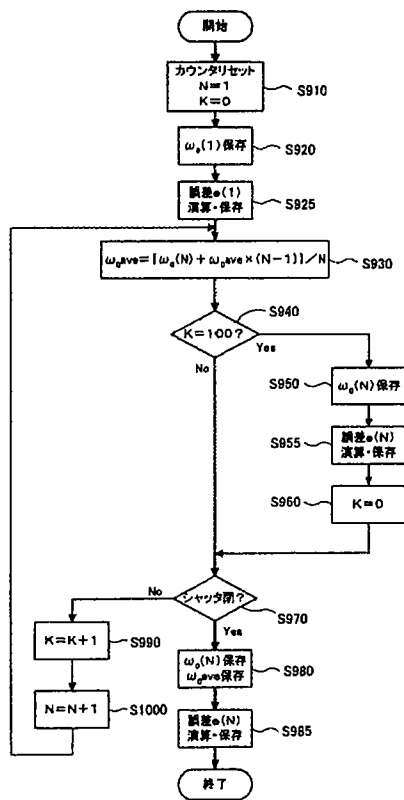 開始
カウンタリセット
N=1
K=0
S910
ω₀(1)保存
S920
誤差e(1)
演算・保存
S925
ω₀ave=[ω₀(N)+ω₀ave×(N-1)]/N
S930
S940
K=100?
Yes
No
S950
ω₀(N)保存
S955
誤差e(N)
演算・保存
S960
K=0
シャッタ閉?
No
S970
Yes
K=K+1
S990
ω₀(N)保存
ω₀ave保存
S980
N=N+1
S1000
誤差e(N)
演算・保存
S985
終了